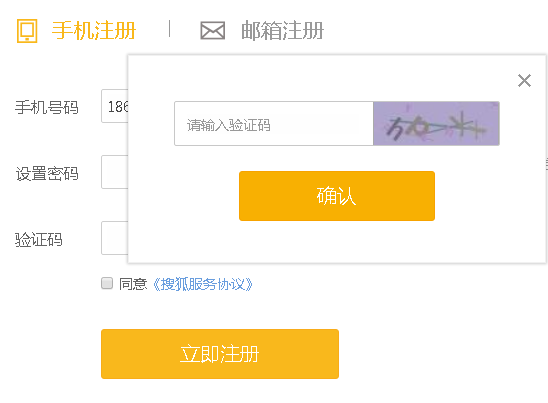 手机注册 邮箱注册
手机号码 186
请输入验证码
设置密码
确认
验证码
同意《搜狐服务协议》
立即注册